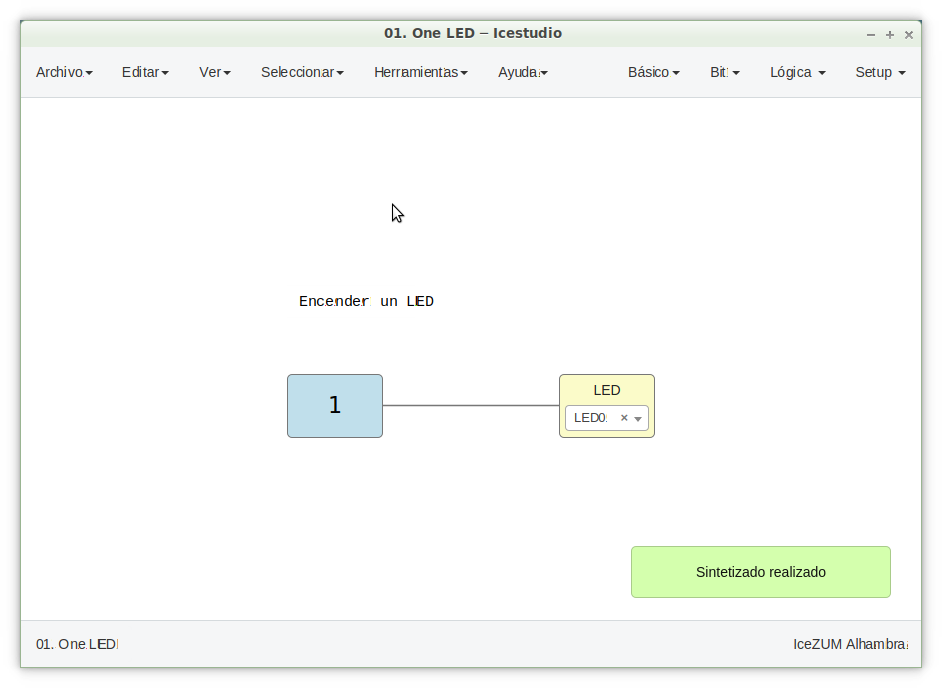 01. One LED – Icestudio
Archivo Editar Ver Seleccionar Herramientas Ayuda Básico Bit Lógica Setup
Encender un LED
1
LED
LED0
Sintetizado realizado
01. One LED IceZUM Alhambra